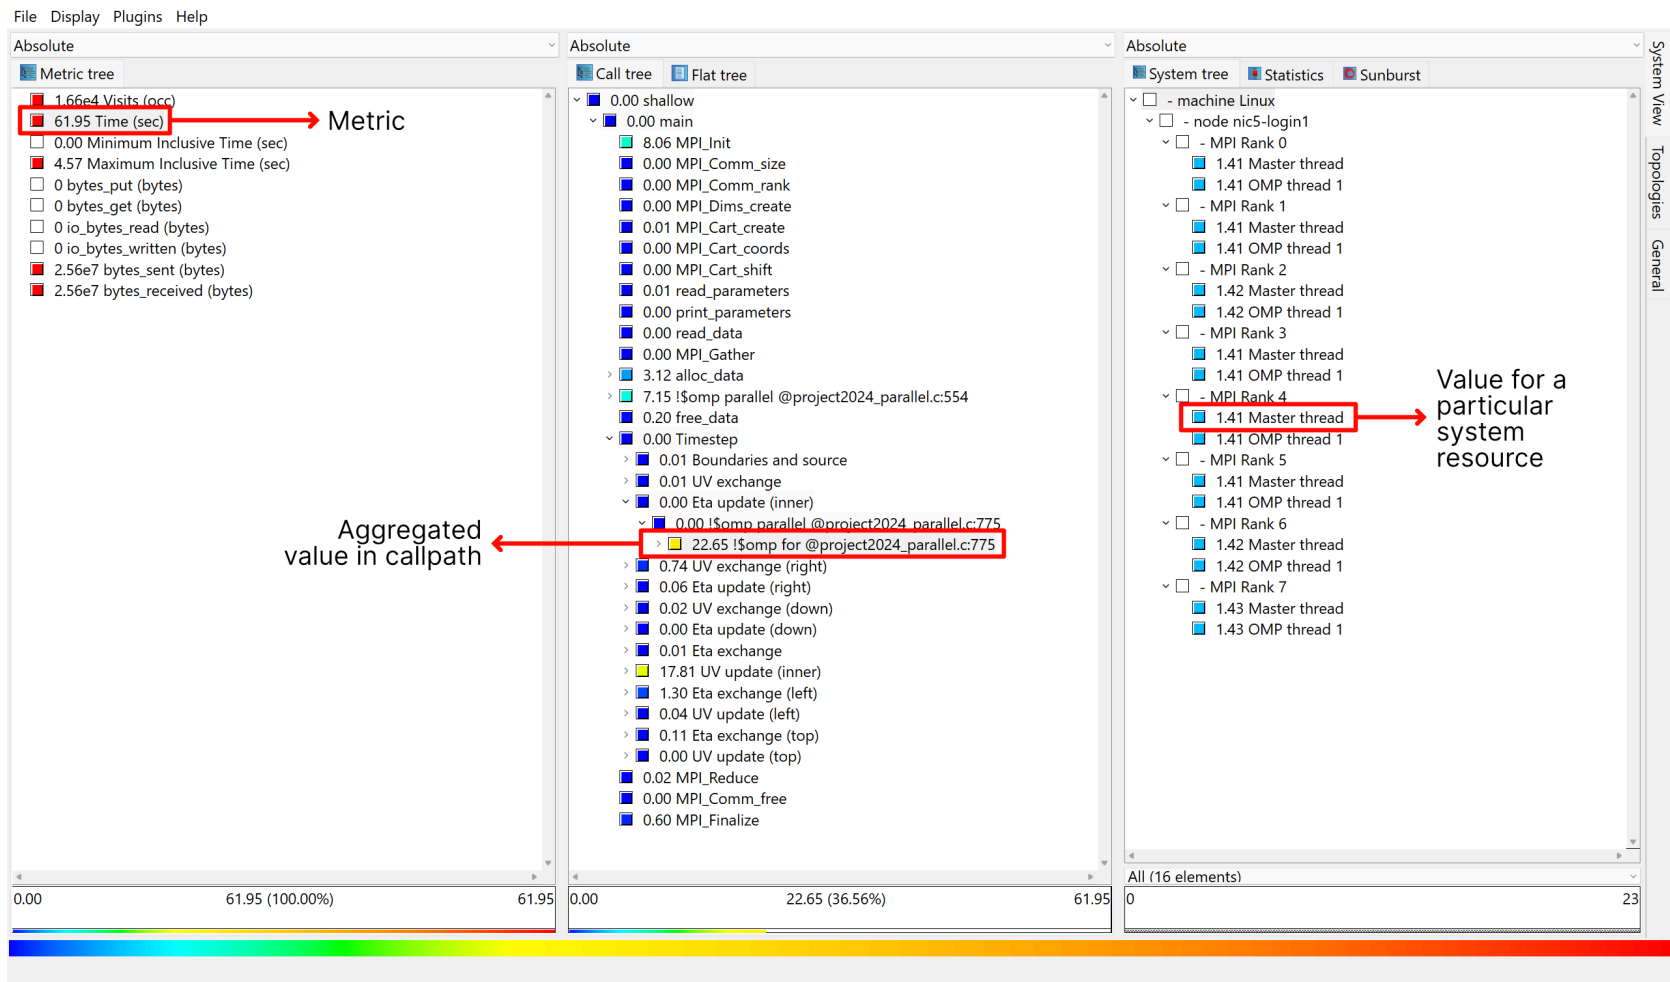 File Display Plugins Help
Absolute
Metric tree
1.66e4 Visits (occ)
61.95 Time (sec)
0.00 Minimum Inclusive Time (sec)
4.57 Maximum Inclusive Time (sec)
0 bytes_put (bytes)
0 bytes_get (bytes)
0 io_bytes_read (bytes)
0 io_bytes_written (bytes)
2.56e7 bytes_sent (bytes)
2.56e7 bytes_received (bytes)
Metric
0.00 61.95 (100.00%) 61.95
Absolute
Call tree Flat tree
0.00 shallow
0.00 main
8.06 MPI_Init
0.00 MPI_Comm_size
0.00 MPI_Comm_rank
0.00 MPI_Dims_create
0.01 MPI_Cart_create
0.00 MPI_Cart_coords
0.00 MPI_Cart_shift
0.01 read_parameters
0.00 print_parameters
0.00 read_data
0.00 MPI_Gather
3.12 alloc_data
7.15 !$omp parallel @project2024_parallel.c:554
0.20 free_data
0.00 Timestep
0.01 Boundaries and source
0.01 UV exchange
0.00 Eta update (inner)
0.00 !$omp parallel @project2024_parallel.c:775
22.65 !$omp for @project2024_parallel.c:775
0.74 UV exchange (right)
0.06 Eta update (right)
0.02 UV exchange (down)
0.00 Eta update (down)
0.01 Eta exchange
17.81 UV update (inner)
1.30 Eta exchange (left)
0.04 UV update (left)
0.11 Eta exchange (top)
0.00 UV update (top)
0.02 MPI_Reduce
0.00 MPI_Comm_free
0.60 MPI_Finalize
Aggregated
value in callpath
0.00 22.65 (36.56%) 61.95
Absolute
System tree Statistics Sunburst
- machine Linux
- node nic5-login1
- MPI Rank 0
1.41 Master thread
1.41 OMP thread 1
- MPI Rank 1
1.41 Master thread
1.41 OMP thread 1
- MPI Rank 2
1.42 Master thread
1.42 OMP thread 1
- MPI Rank 3
1.41 Master thread
1.41 OMP thread 1
- MPI Rank 4
1.41 Master thread
1.41 OMP thread 1
- MPI Rank 5
1.41 Master thread
1.41 OMP thread 1
- MPI Rank 6
1.42 Master thread
1.42 OMP thread 1
- MPI Rank 7
1.43 Master thread
1.43 OMP thread 1
Value for a
particular
system
resource
All (16 elements)
0 23
System View
Topologies
General